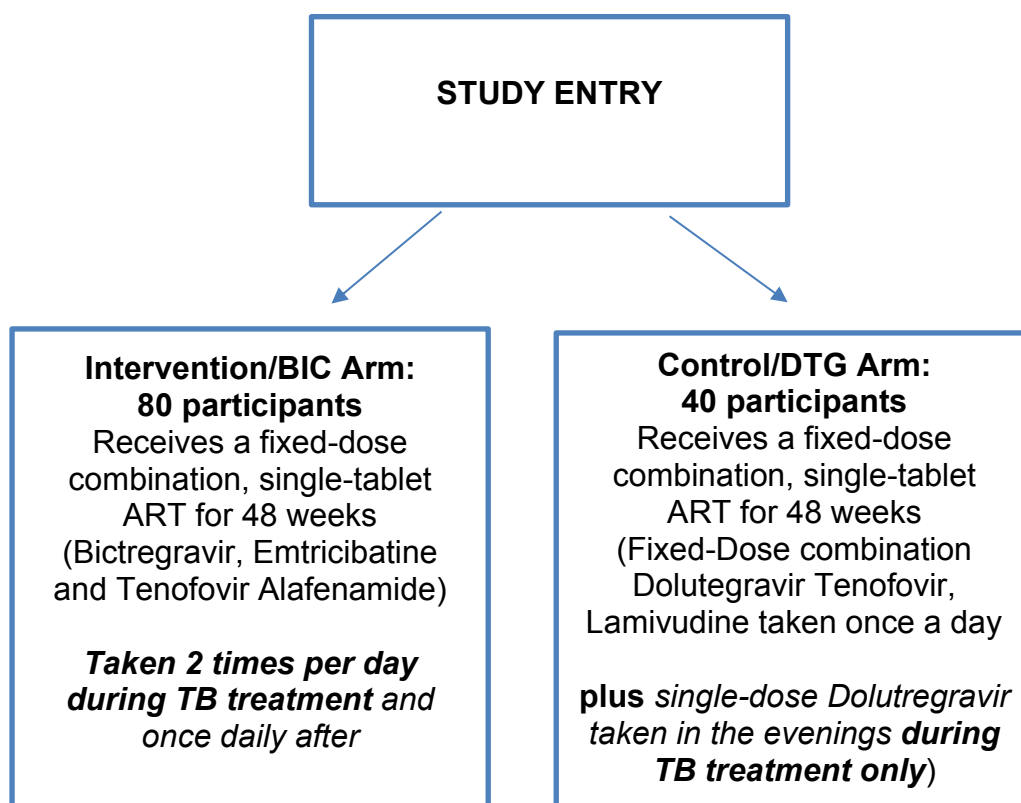 STUDY ENTRY
Intervention/BIC Arm:
80 participants
Receives a fixed-dose
combination, single-tablet
ART for 48 weeks
(Bictregravir, Emtricibatine
and Tenofovir Alafenamide)
Taken 2 times per day
during TB treatment and
once daily after
Control/DTG Arm:
40 participants
Receives a fixed-dose
combination, single-tablet
ART for 48 weeks
(Fixed-Dose combination
Dolutegravir Tenofovir,
Lamivudine taken once a day
plus single-dose Dolutregravir
taken in the evenings during
TB treatment only)